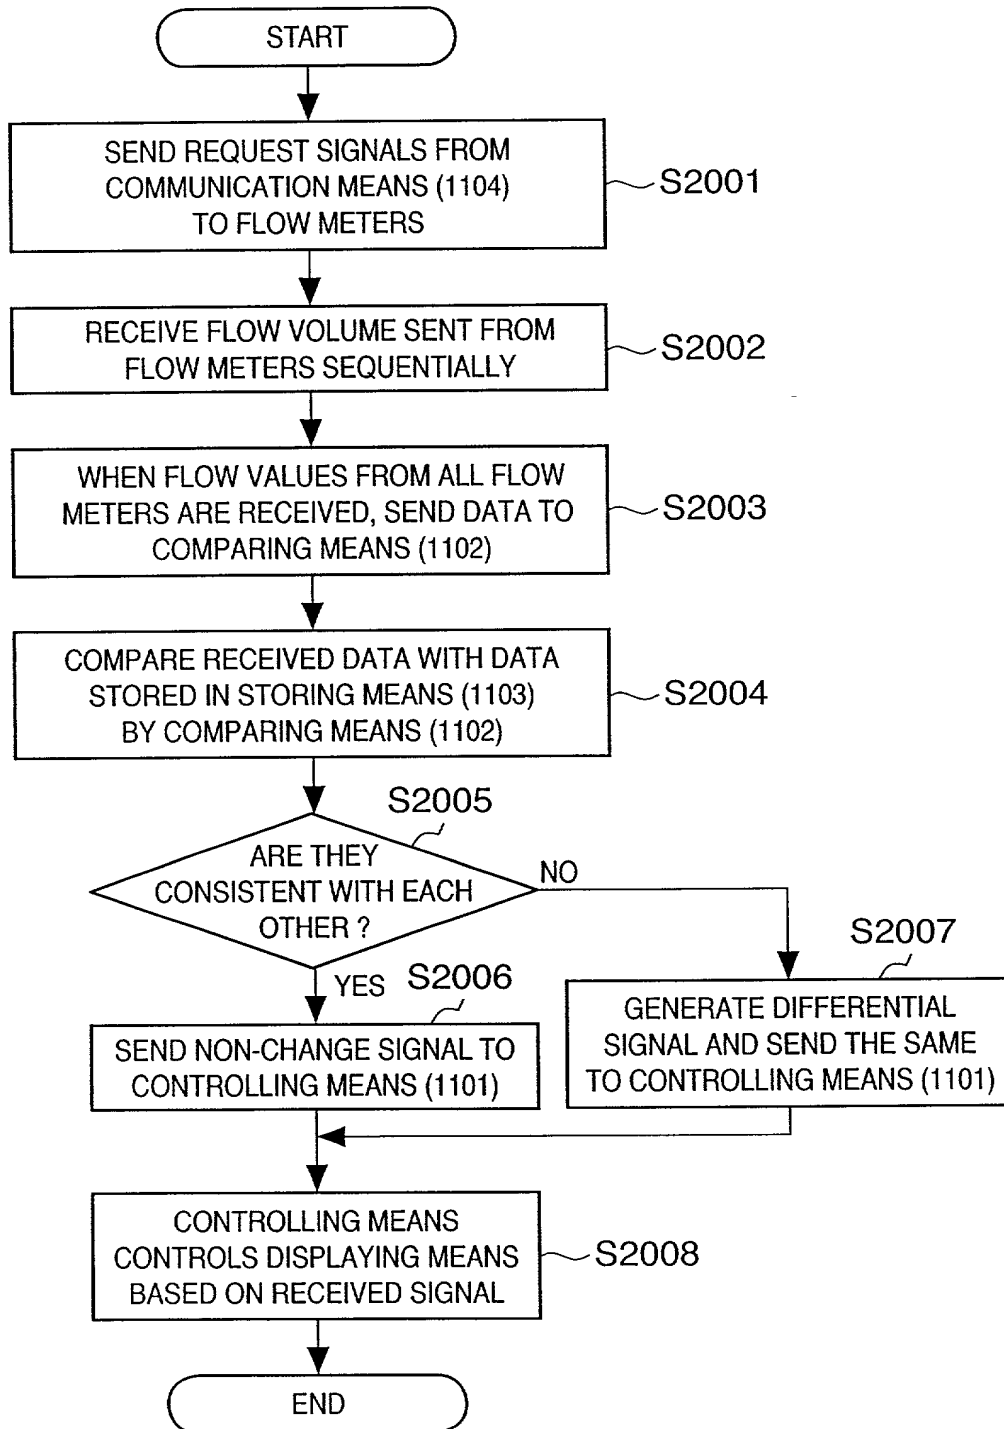 START
SEND REQUEST SIGNALS FROM
COMMUNICATION MEANS (1104)
TO FLOW METERS
S2001
RECEIVE FLOW VOLUME SENT FROM
FLOW METERS SEQUENTIALLY
S2002
WHEN FLOW VALUES FROM ALL FLOW
METERS ARE RECEIVED, SEND DATA TO
COMPARING MEANS (1102)
S2003
COMPARE RECEIVED DATA WITH DATA
STORED IN STORING MEANS (1103)
BY COMPARING MEANS (1102)
S2004
S2005
ARE THEY
CONSISTENT WITH EACH
OTHER ?
NO
YES
S2006
SEND NON-CHANGE SIGNAL TO
CONTROLLING MEANS (1101)
S2007
GENERATE DIFFERENTIAL
SIGNAL AND SEND THE SAME
TO CONTROLLING MEANS (1101)
CONTROLLING MEANS
CONTROLS DISPLAYING MEANS
BASED ON RECEIVED SIGNAL
S2008
END